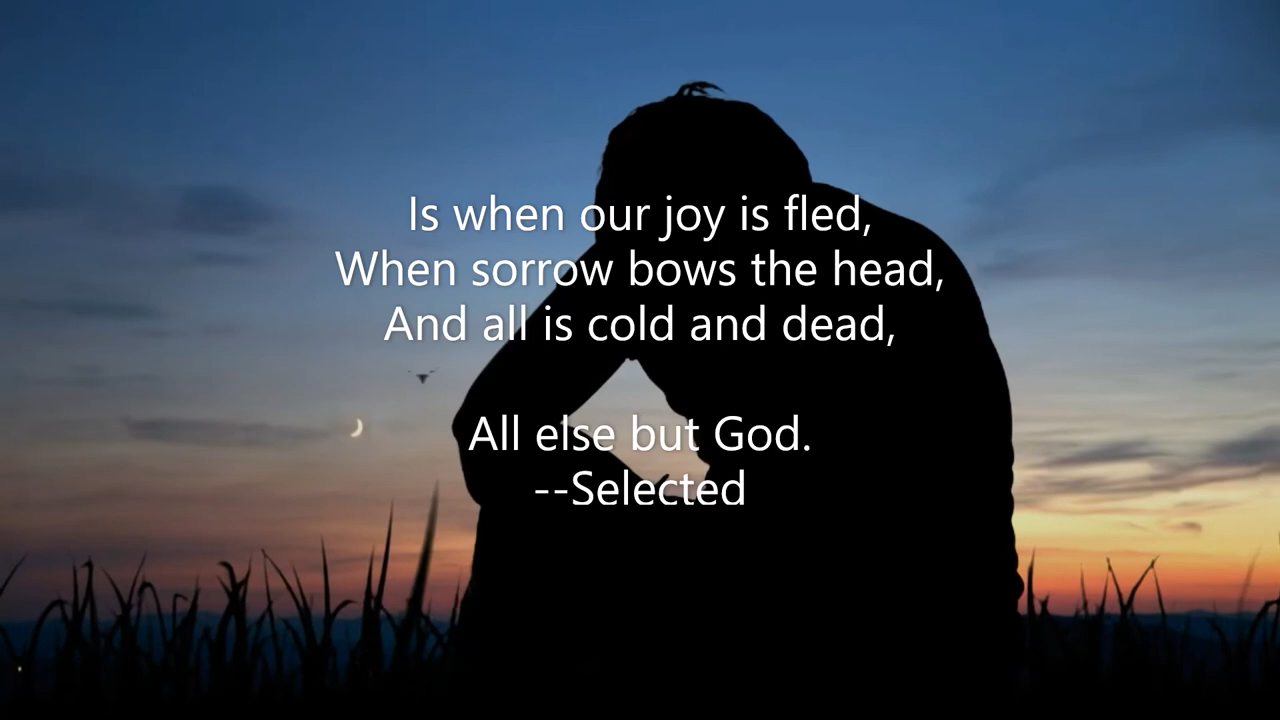 Is when our joy is fled,
When sorrow bows the head,
And all is cold and dead,
All else but God.
--Selected